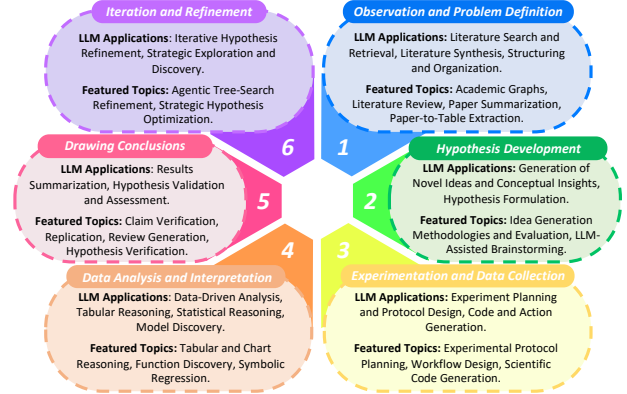 Observation and Problem Definition
LLM Applications: Literature Search and
Retrieval, Literature Synthesis, Structuring
and Organization.
Featured Topics: Academic Graphs,
Literature Review, Paper Summarization,
Paper-to-Table Extraction.
1
Hypothesis Development
LLM Applications: Generation of
Novel Ideas and Conceptual Insights,
Hypothesis Formulation.
Featured Topics: Idea Generation
Methodologies and Evaluation, LLM-
Assisted Brainstorming.
2
Experimentation and Data Collection
LLM Applications: Experiment Planning
and Protocol Design, Code and Action
Generation.
Featured Topics: Experimental Protocol
Planning, Workflow Design, Scientific
Code Generation.
3
Data Analysis and Interpretation
LLM Applications: Data-Driven Analysis,
Tabular Reasoning, Statistical Reasoning,
Model Discovery.
Featured Topics: Tabular and Chart
Reasoning, Function Discovery, Symbolic
Regression.
4
Drawing Conclusions
LLM Applications: Results
Summarization, Hypothesis Validation
and Assessment.
Featured Topics: Claim Verification,
Replication, Review Generation,
Hypothesis Verification.
5
Iteration and Refinement
LLM Applications: Iterative Hypothesis
Refinement, Strategic Exploration and
Discovery.
Featured Topics: Agentic Tree-Search
Refinement, Strategic Hypothesis
Optimization.
6